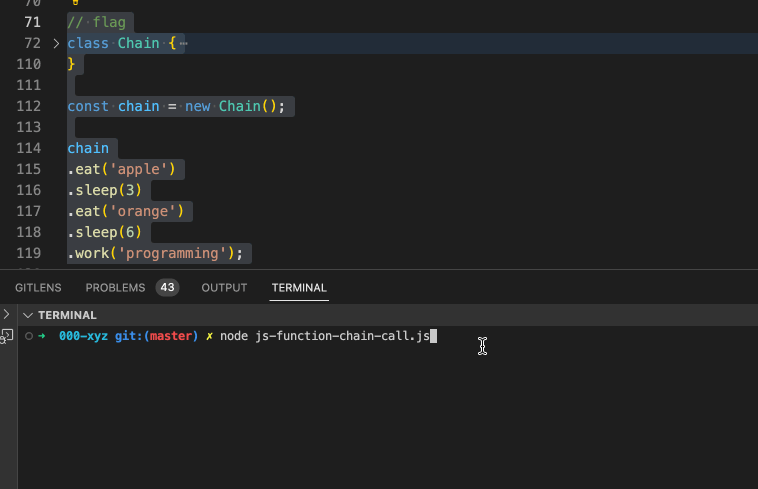 70
71 // flag
72 class Chain {
110 }
111
112 const chain = new Chain();
113
114 chain
115 .eat('apple')
116 .sleep(3)
117 .eat('orange')
118 .sleep(6)
119 .work('programming');
GITLENS PROBLEMS 43 OUTPUT TERMINAL
TERMINAL
000-xyz git:(master) ✗ node js-function-chain-call.js